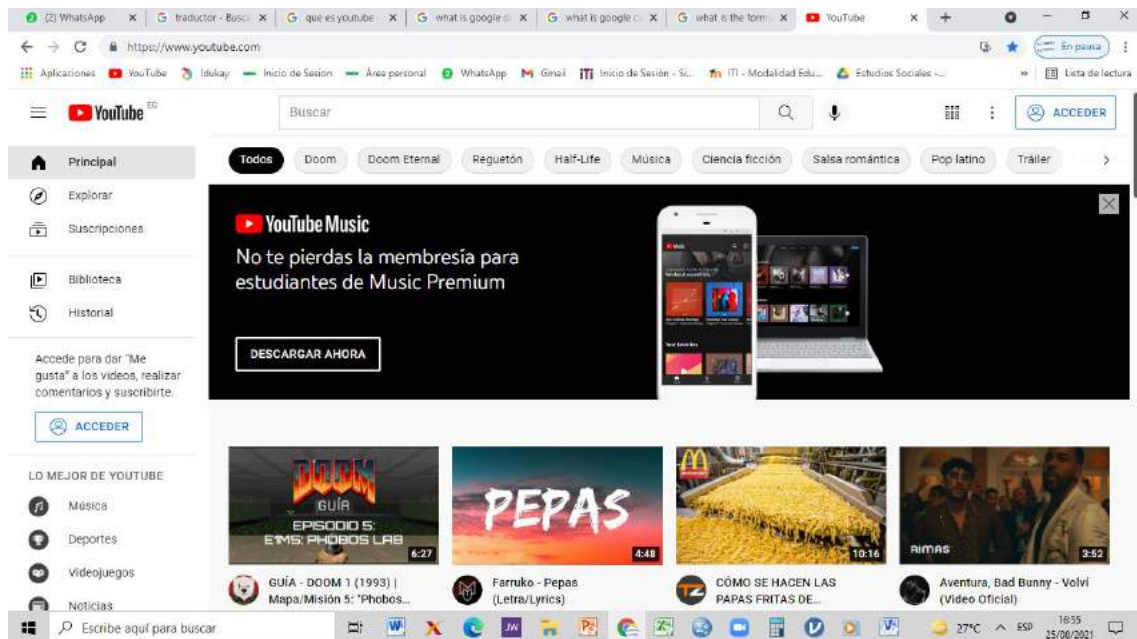 (2) WhatsApp
traductor - Busc
que es youtube
what is google
what is google
what is the form
YouTube
https://www.youtube.com
En pausa
Aplicaciones
YouTube
Idukay
Inicio de Sesión
Área personal
WhatsApp
Gmail
Inicio de Sesión - Si...
ITI - Modalidad Edu...
Estudios Sociales -...
»
Lista de lectura
YouTube EC
Buscar
ACCEDER
Principal
Todos
Doom
Doom Eternal
Reguetón
Half-Life
Música
Ciencia ficción
Salsa romántica
Pop latino
Tráiler
Explorar
Suscripciones
Biblioteca
Historial
Accede para dar "Me
gusta" a los videos, realizar
comentarios y suscribirte.
ACCEDER
LO MEJOR DE YOUTUBE
Música
Deportes
Videojuegos
Noticias
YouTube Music
No te pierdas la membresía para
estudiantes de Music Premium
DESCARGAR AHORA
DOOM
GUÍA
EPISODIO 5:
E1M5: PHOBOS LAB
6:27
PEPAS
4:48
10:16
RIMAS
3:52
GUÍA - DOOM 1 (1993) |
Mapa/Misión 5: "Phobos...
Farruko - Pepas
(Letra/Lyrics)
TZ
CÓMO SE HACEN LAS
PAPAS FRITAS DE...
Aventura, Bad Bunny - Volví
(Video Oficial)
Escribe aquí para buscar
JW
27°C
ESP
16:55
25/08/2021